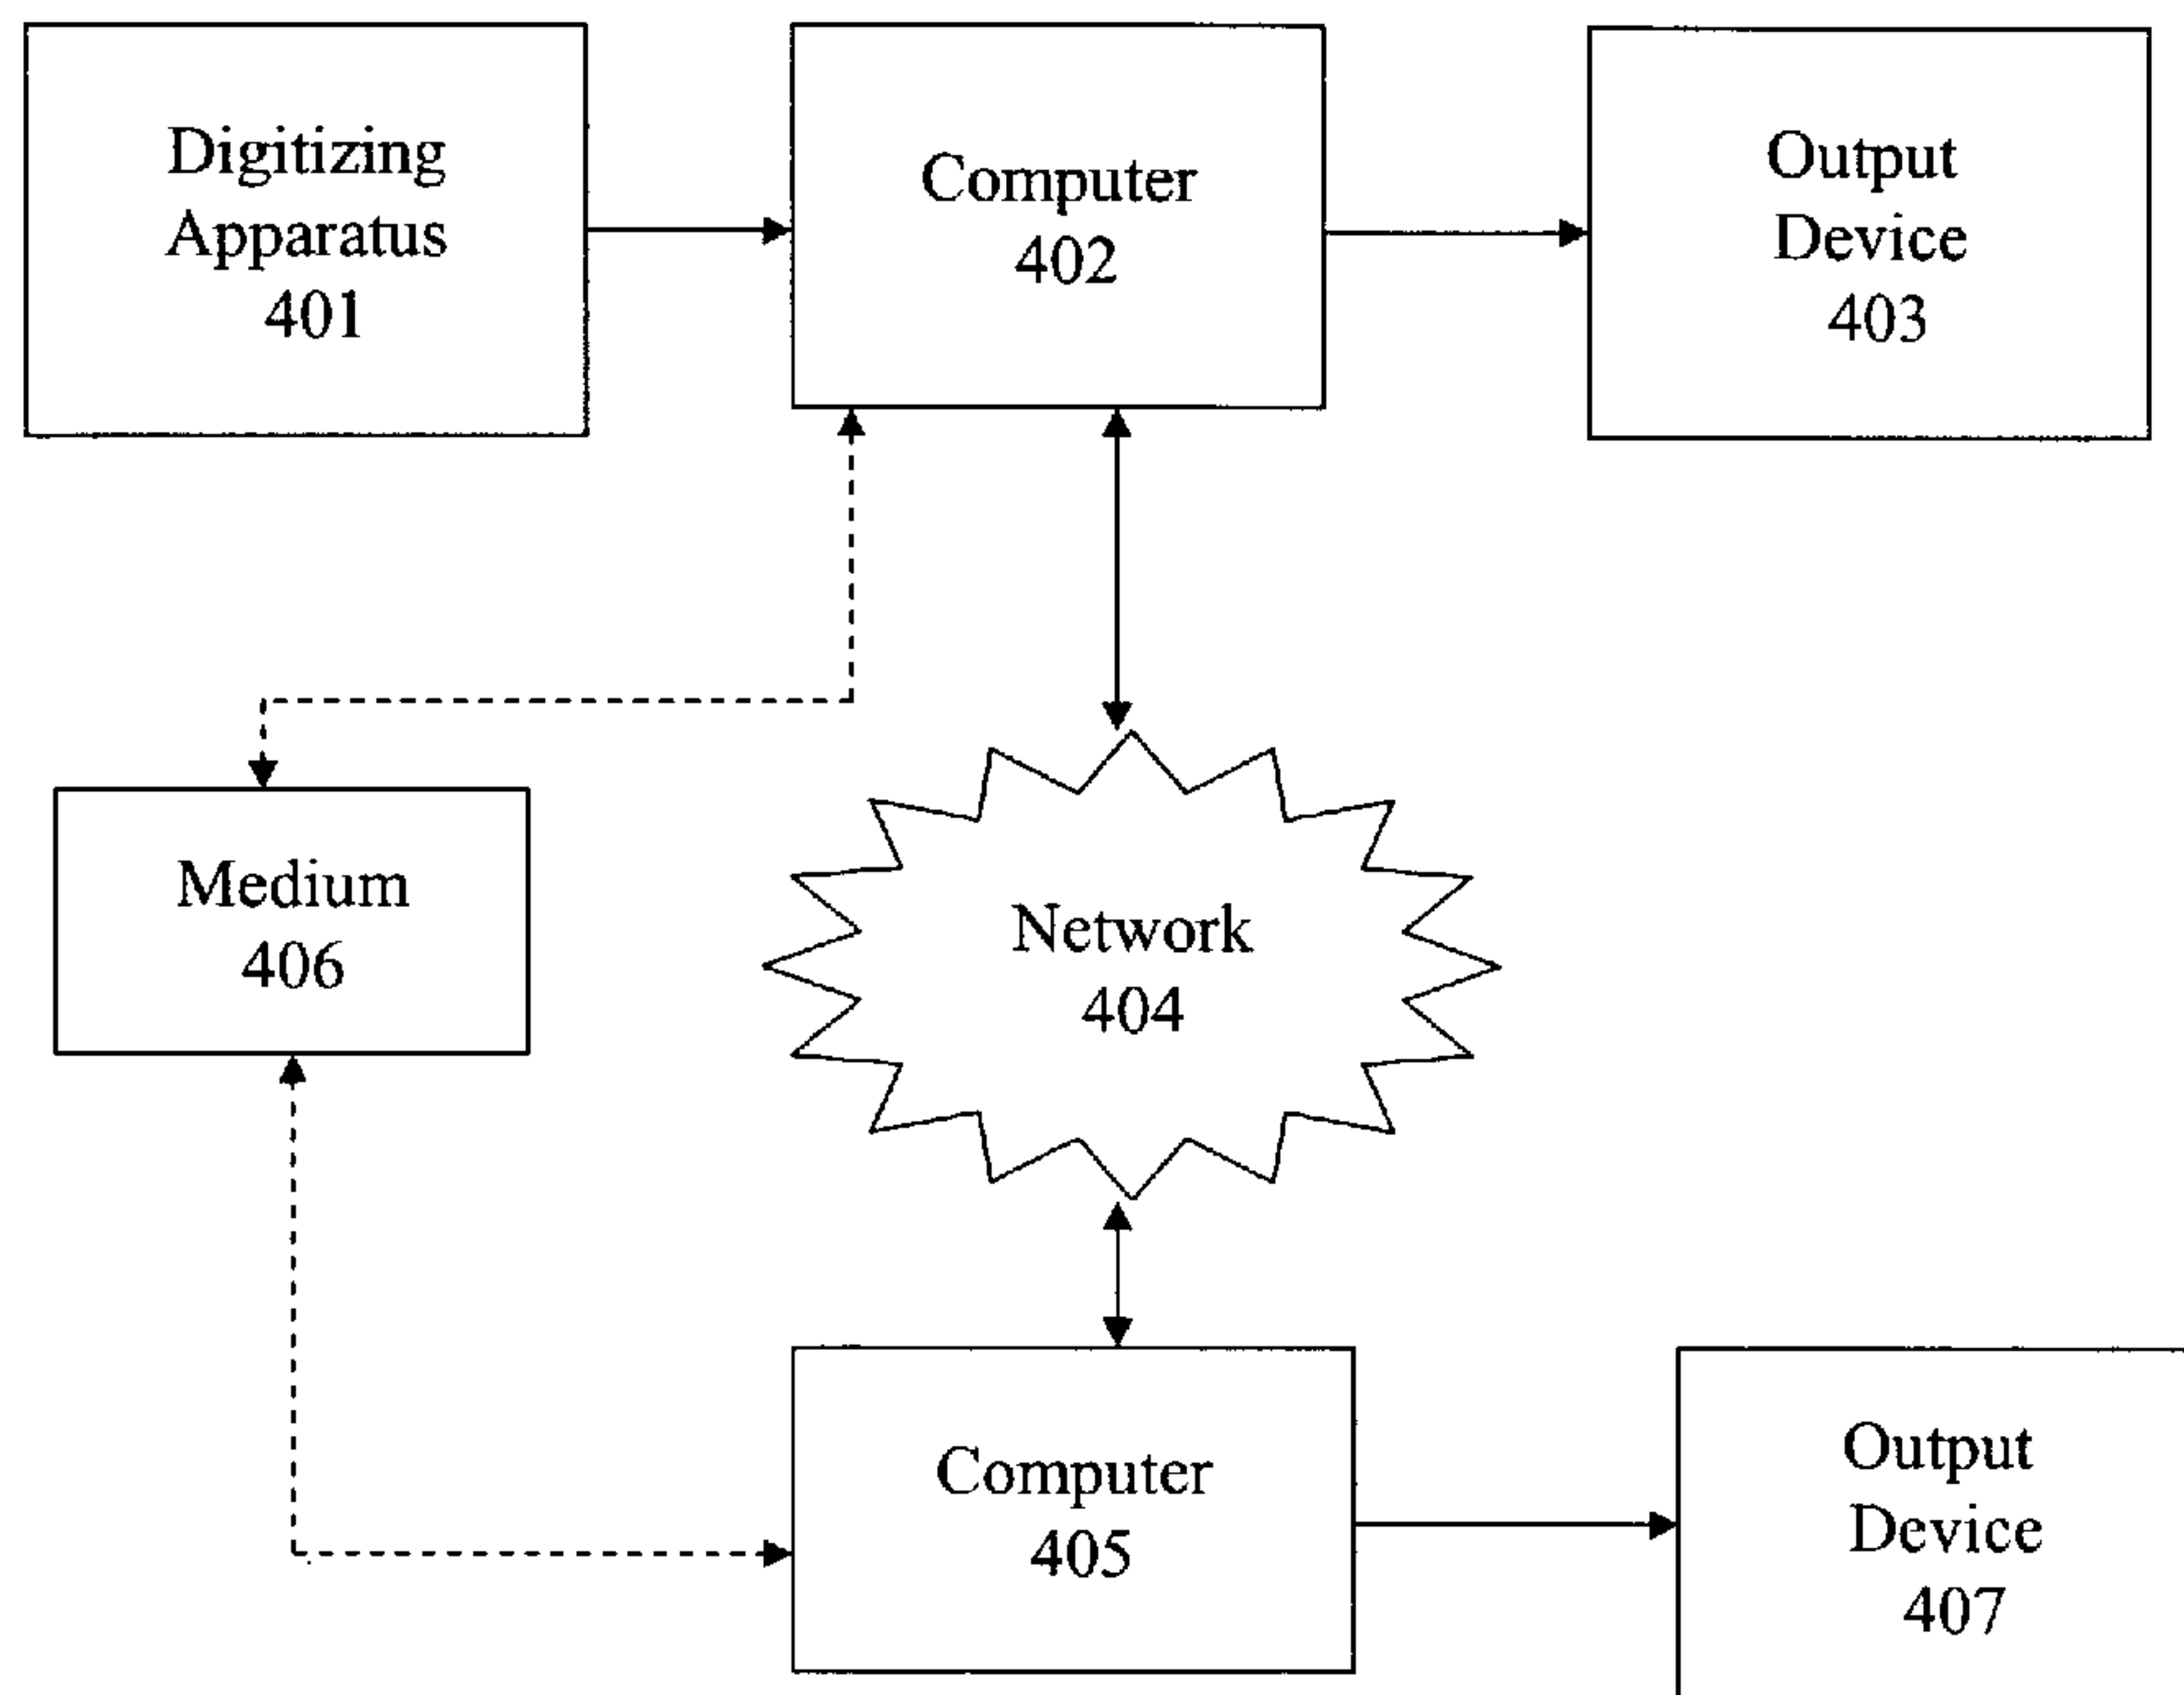 Digitizing
Apparatus
401
Computer
402
Output
Device
403
Medium
406
Network
404
Computer
405
Output
Device
407